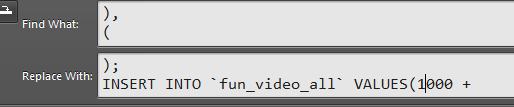 Find What:
),
(
Replace With:
);
INSERT INTO `fun_video_all` VALUES(1000 +